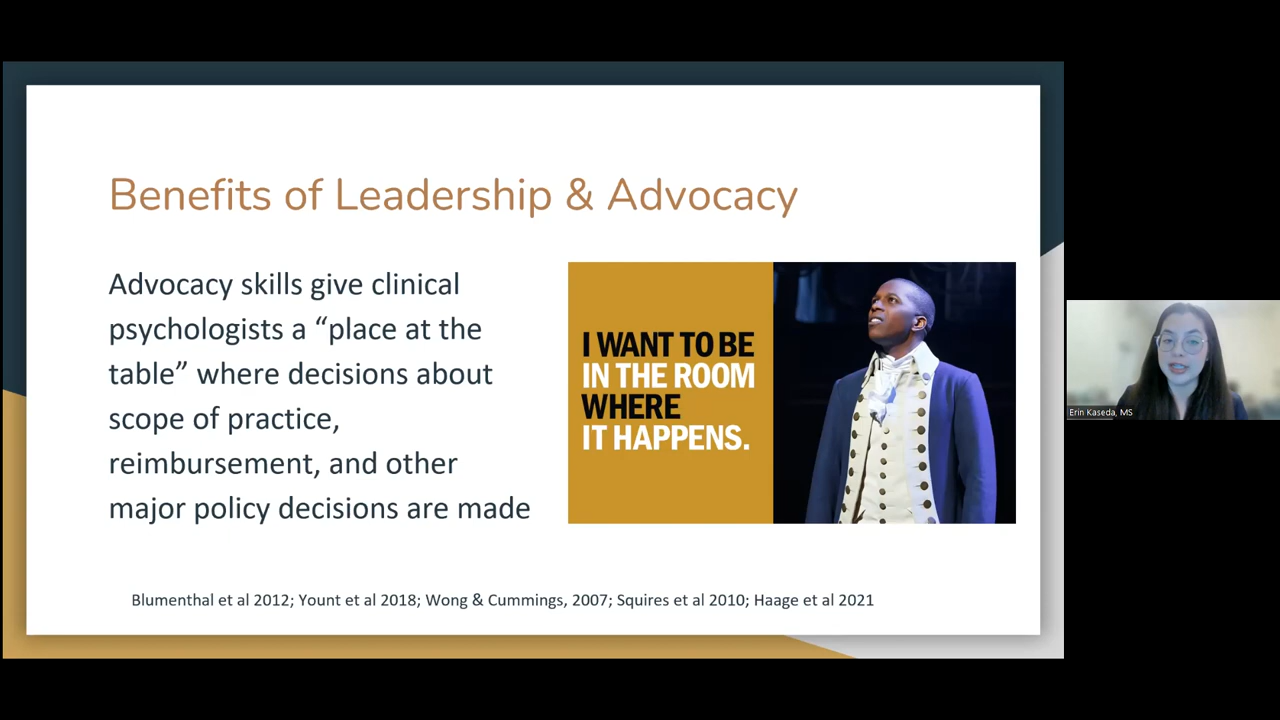 Benefits of Leadership & Advocacy
Advocacy skills give clinical
psychologists a “place at the
table” where decisions about
scope of practice,
reimbursement, and other
major policy decisions are made
I WANT TO BE
IN THE ROOM
WHERE
IT HAPPENS.
Blumenthal et al 2012; Yount et al 2018; Wong & Cummings, 2007; Squires et al 2010; Haage et al 2021
Erin Kaseda, MS